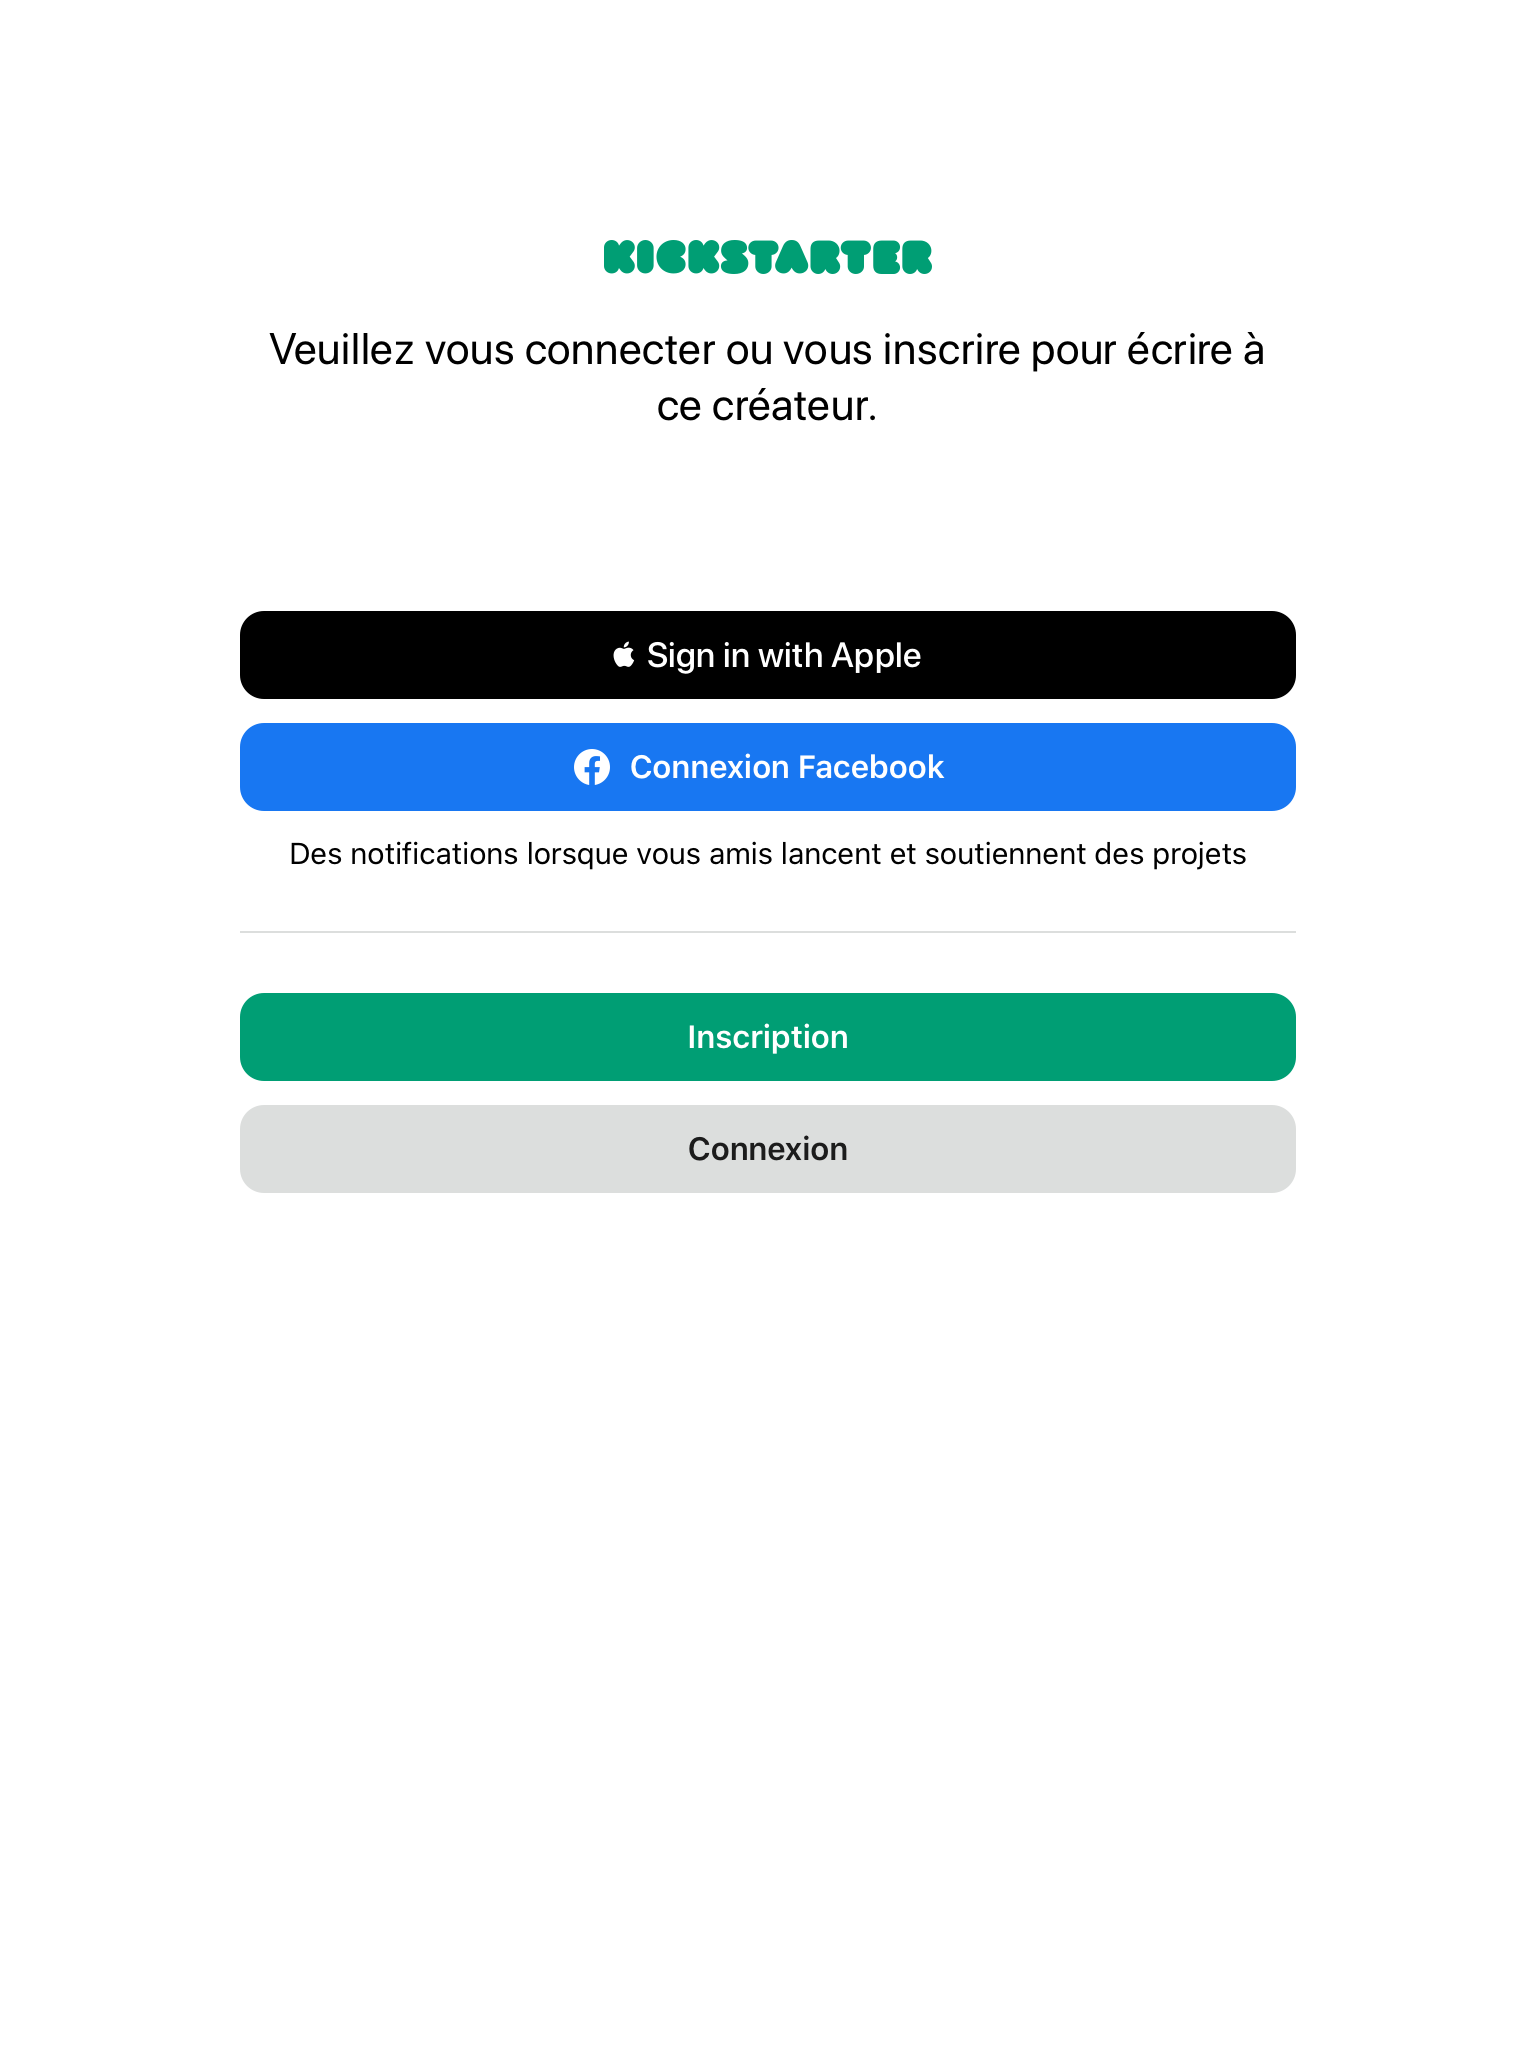 KICKSTARTER
Veuillez vous connecter ou vous inscrire pour écrire à
ce créateur.
Sign in with Apple
Connexion Facebook
Des notifications lorsque vous amis lancent et soutiennent des projets
Inscription
Connexion